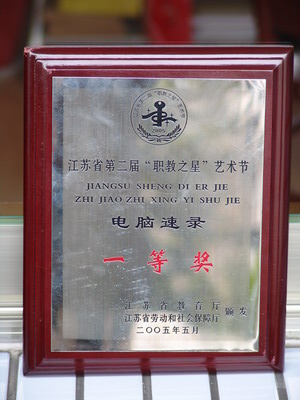 江苏省第二届“职教之星”艺术节
JIANGSU SHENG DI ER JIE
ZHI JIAO ZHI XING YI SHU JIE
电脑速录
一等奖
江苏省教育厅
江苏省劳动和社会保障厅 颁发
二〇〇五年五月